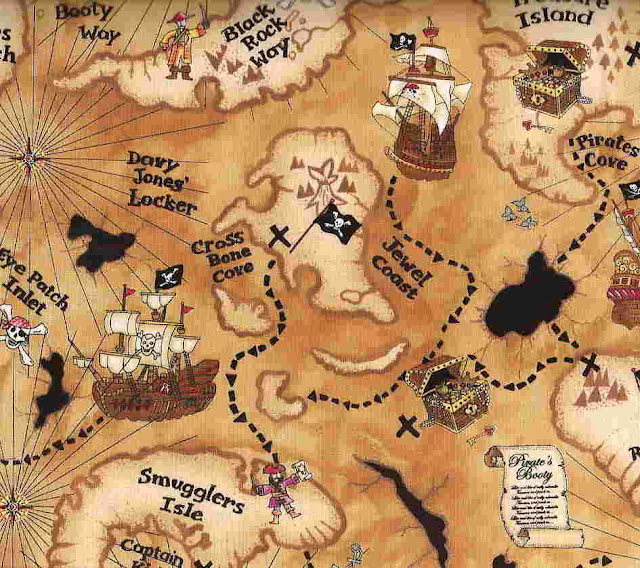 Booty
Way
Black
Rock
Way
Treasure
Island
Pirates
Cove
Davy
Jones'
Locker
Cross
Bone
Cove
Jewel
Coast
Eye Patch
Inlet
Smugglers
Isle
Pirate's
Booty
Captain